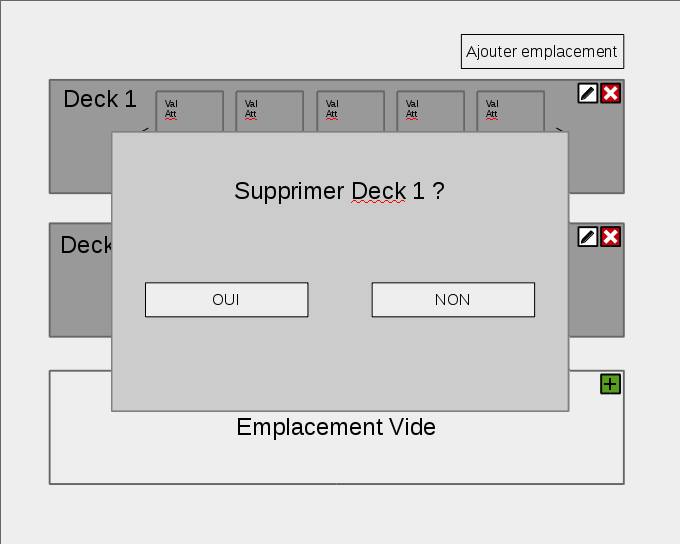 Ajouter emplacement
Deck 1
Val
Att
Val
Att
Val
Att
Val
Att
Val
Att
Supprimer Deck 1 ?
Deck
OUI
NON
Emplacement Vide